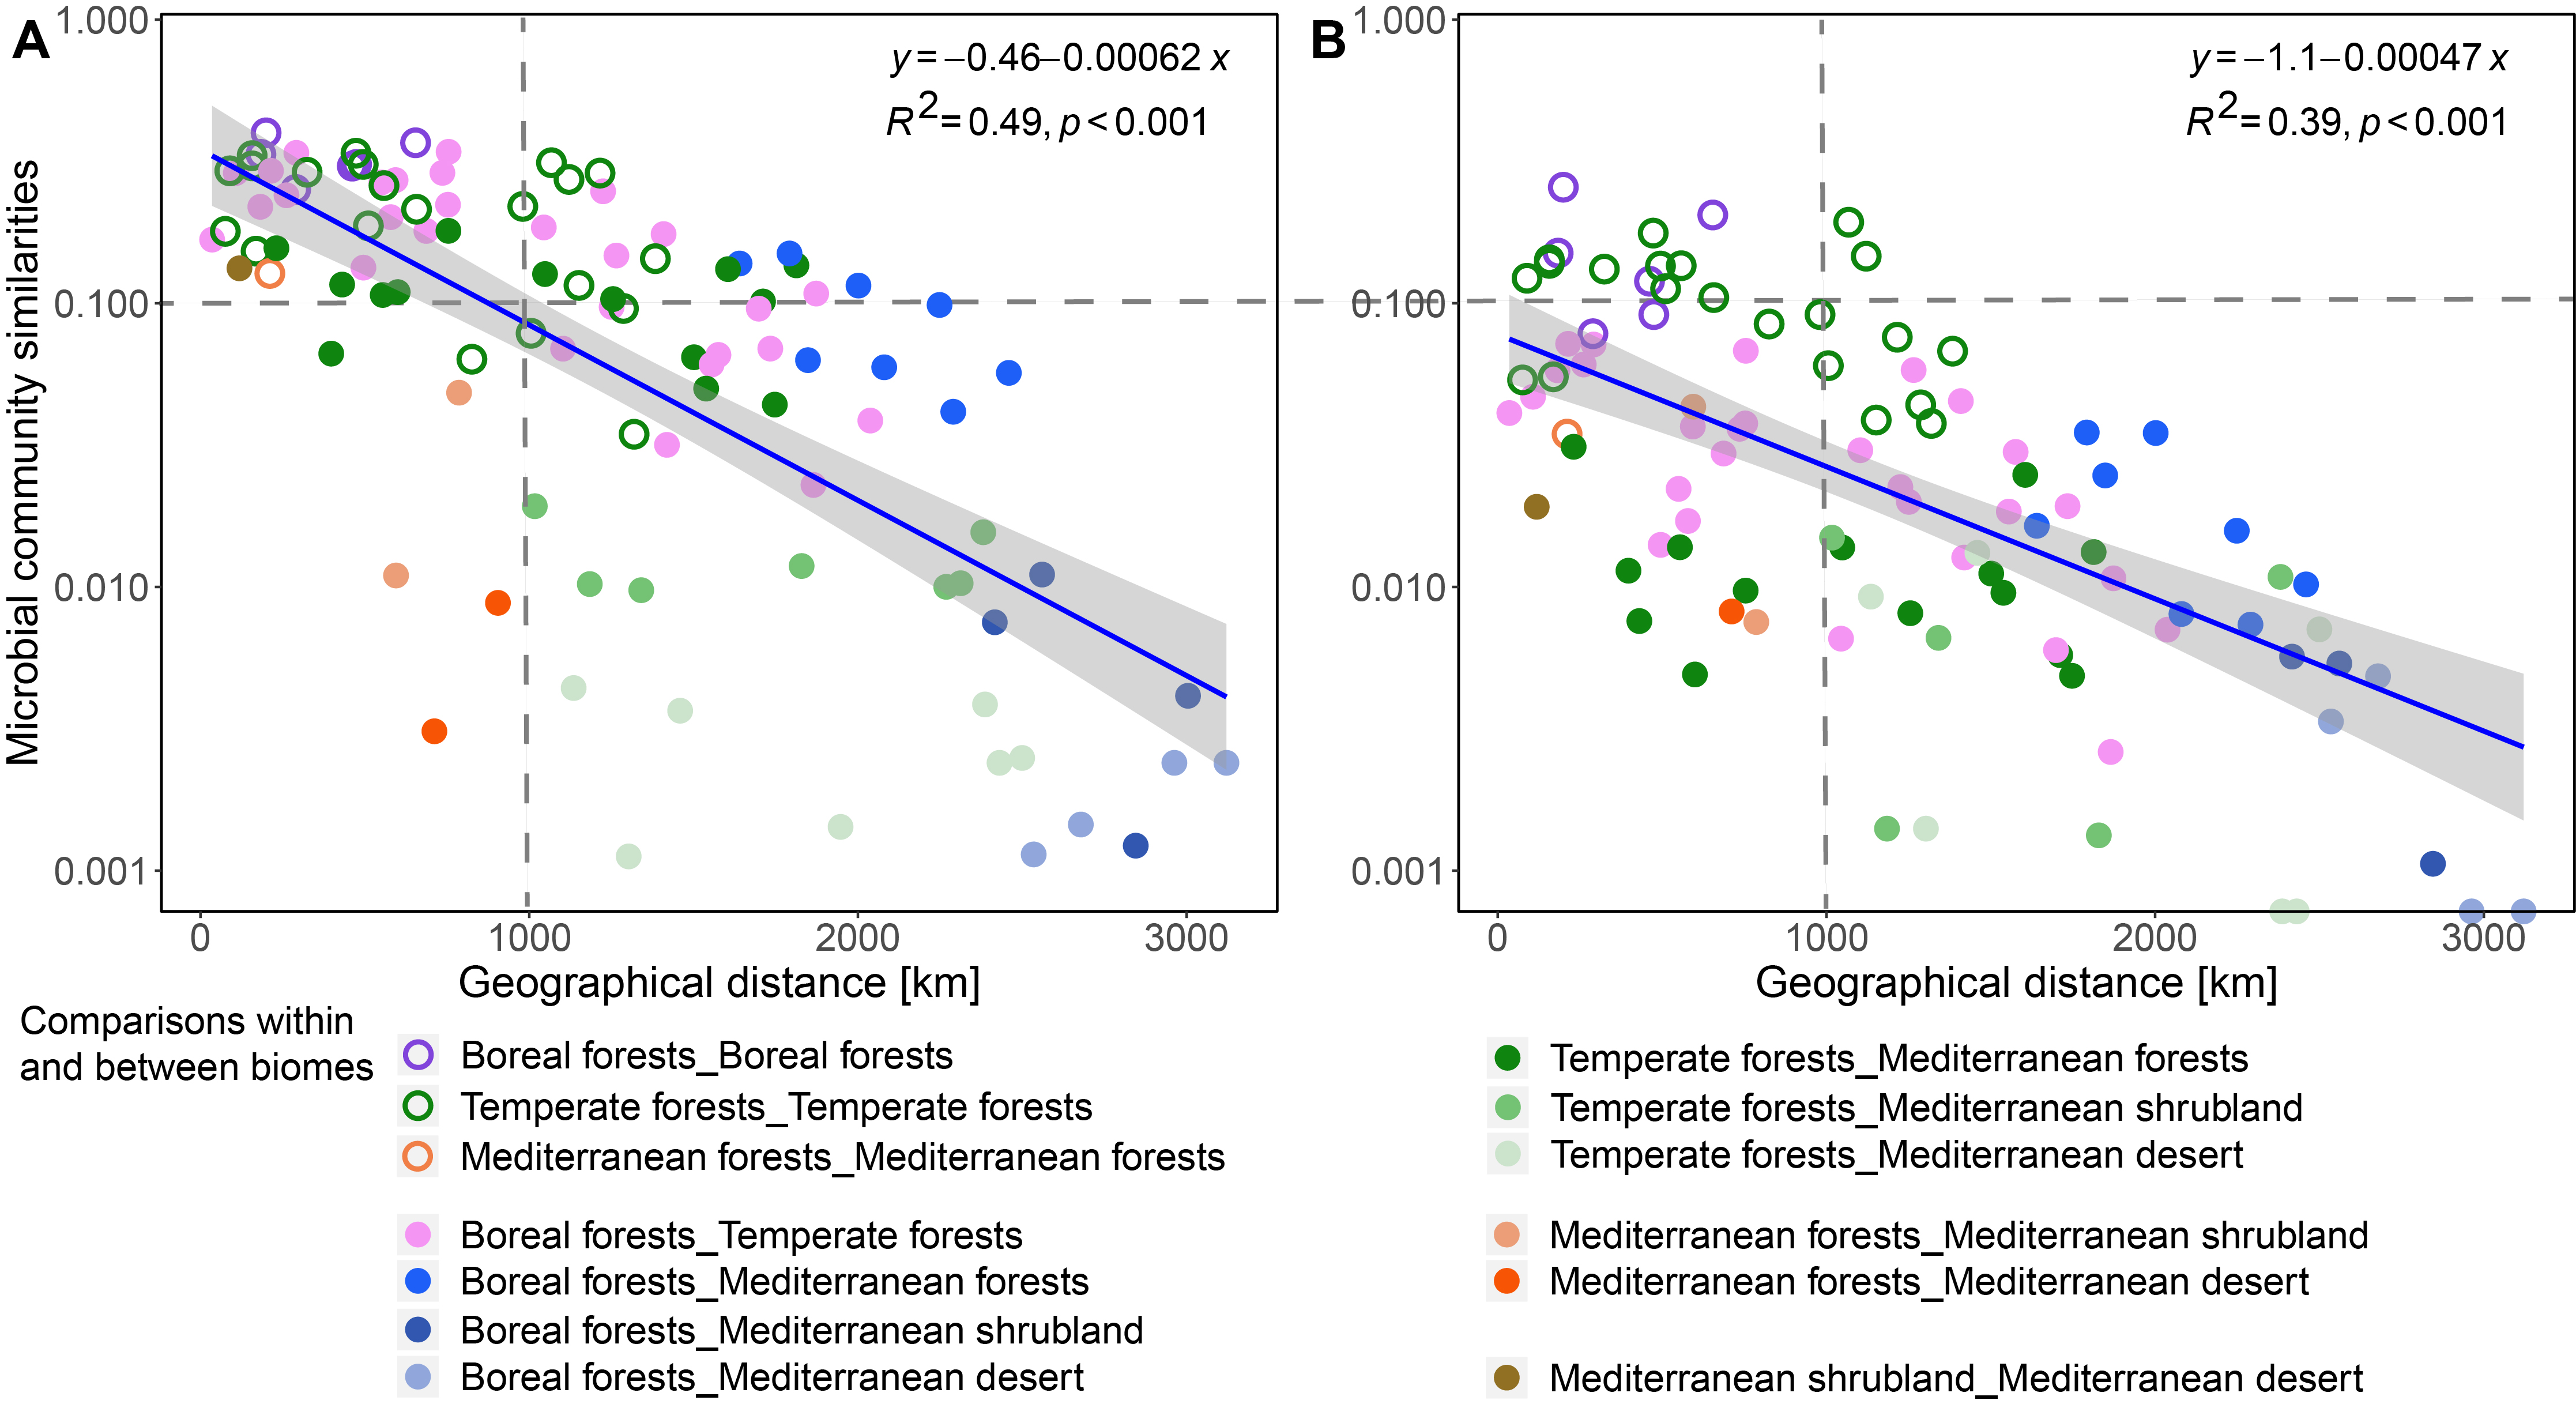 A
1.000
y = −0.46−0.00062 x
R2 = 0.49, p < 0.001
0.100
0.010
0.001
0 1000 2000 3000
Geographical distance [km]
Microbial community similarities
B
1.000
y = −1.1−0.00047 x
R2 = 0.39, p < 0.001
0.100
0.010
0.001
0 1000 2000 3000
Geographical distance [km]
Comparisons within
and between biomes
Boreal forests_Boreal forests
Temperate forests_Temperate forests
Mediterranean forests_Mediterranean forests
Boreal forests_Temperate forests
Boreal forests_Mediterranean forests
Boreal forests_Mediterranean shrubland
Boreal forests_Mediterranean desert
Temperate forests_Mediterranean forests
Temperate forests_Mediterranean shrubland
Temperate forests_Mediterranean desert
Mediterranean forests_Mediterranean shrubland
Mediterranean forests_Mediterranean desert
Mediterranean shrubland_Mediterranean desert